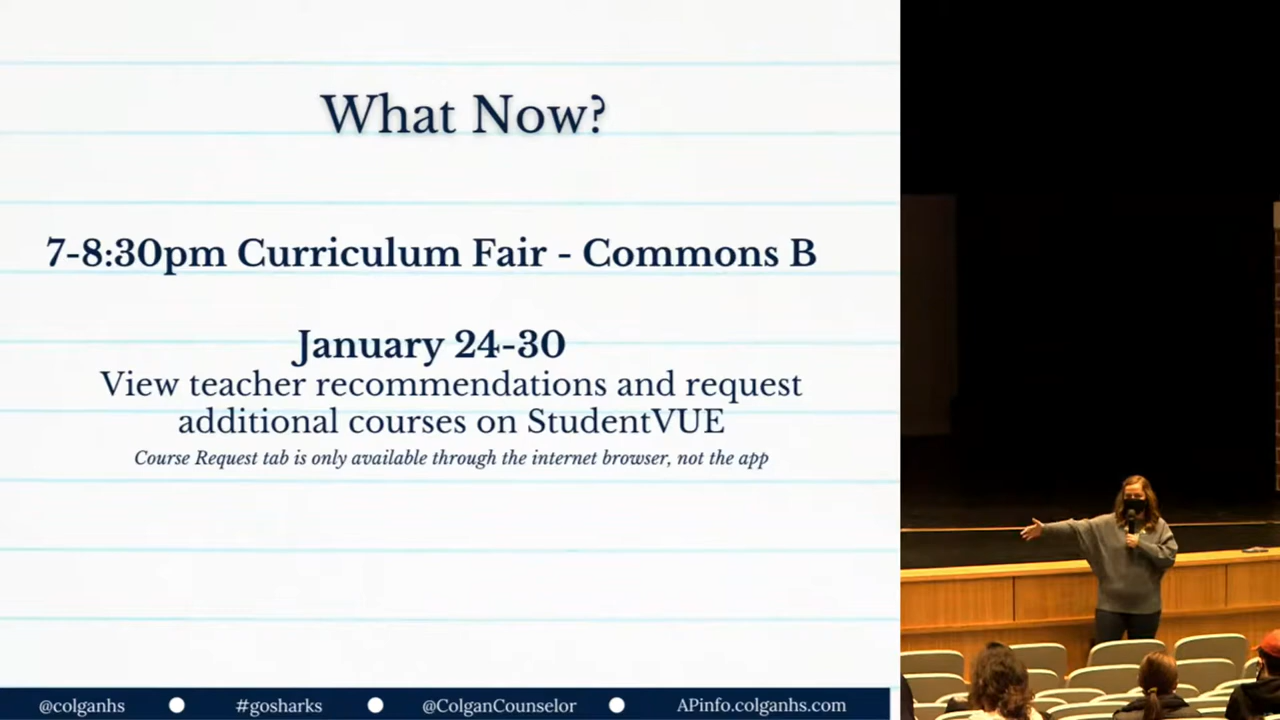 What Now?
7-8:30pm Curriculum Fair - Commons B
January 24-30
View teacher recommendations and request
additional courses on StudentVUE
Course Request tab is only available through the internet browser, not the app
@colganhs
#gosharks
@ColganCounselor
APinfo.colganhs.com